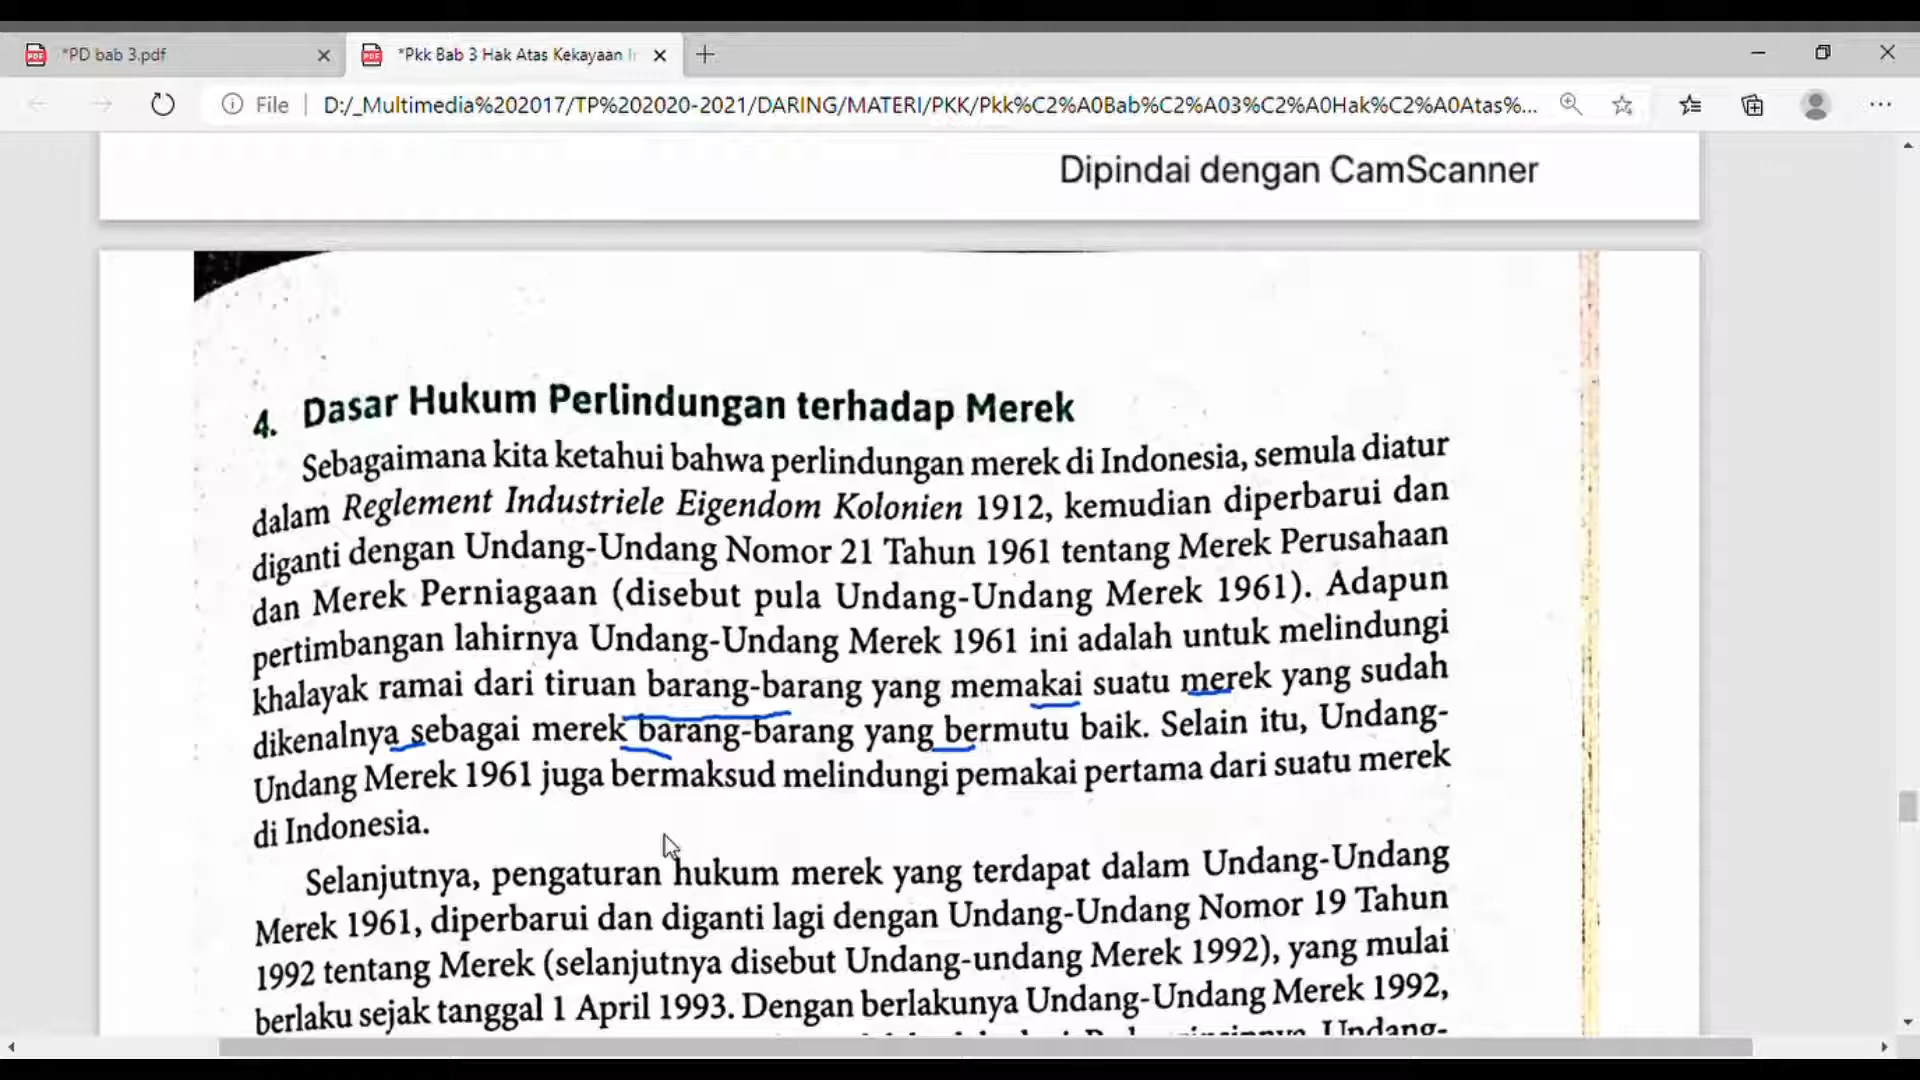 *PD bab 3.pdf
*Pkk Bab 3 Hak Atas Kekayaan I
File
D:/_Multimedia%202017/TP%202020-2021/DARING/MATERI/PKK/Pkk%C2%A0Bab%C2%A03%C2%A0Hak%C2%A0Atas%...
Dipindai dengan CamScanner
4. Dasar Hukum Perlindungan terhadap Merek
Sebagaimana kita ketahui bahwa perlindungan merek di Indonesia, semula diatur
dalam Reglement Industriele Eigendom Kolonien 1912, kemudian diperbarui dan
diganti dengan Undang-Undang Nomor 21 Tahun 1961 tentang Merek Perusahaan
dan Merek Perniagaan (disebut pula Undang-Undang Merek 1961). Adapun
pertimbangan lahirnya Undang-Undang Merek 1961 ini adalah untuk melindungi
khalayak ramai dari tiruan barang-barang yang memakai suatu merek yang sudah
dikenalnya sebagai merek barang-barang yang bermutu baik. Selain itu, Undang-
Undang Merek 1961 juga bermaksud melindungi pemakai pertama dari suatu merek
di Indonesia.
Selanjutnya, pengaturan hukum merek yang terdapat dalam Undang-Undang
Merek 1961, diperbarui dan diganti lagi dengan Undang-Undang Nomor 19 Tahun
1992 tentang Merek (selanjutnya disebut Undang-undang Merek 1992), yang mulai
berlaku sejak tanggal 1 April 1993. Dengan berlakunya Undang-Undang Merek 1992,
Undang-